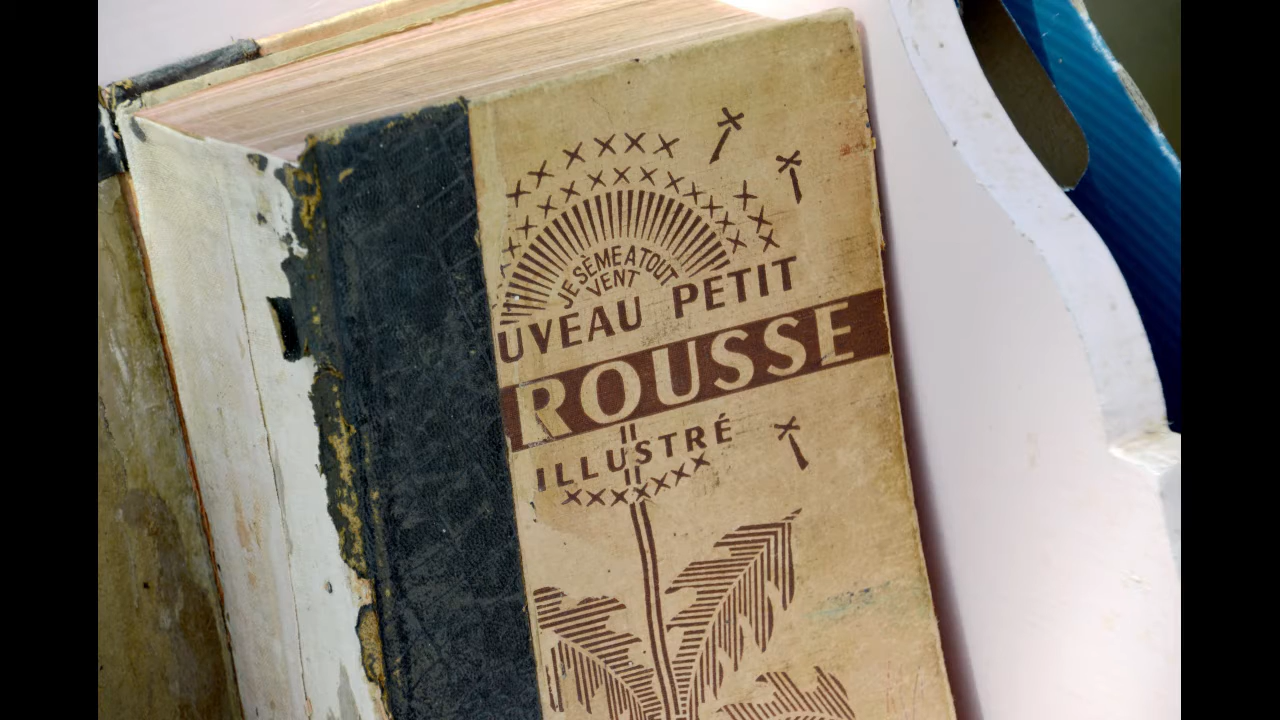 JE SÈME A TOUT
VENT
UVEAU PETIT
ROUSSE
ILLUSTRÉ